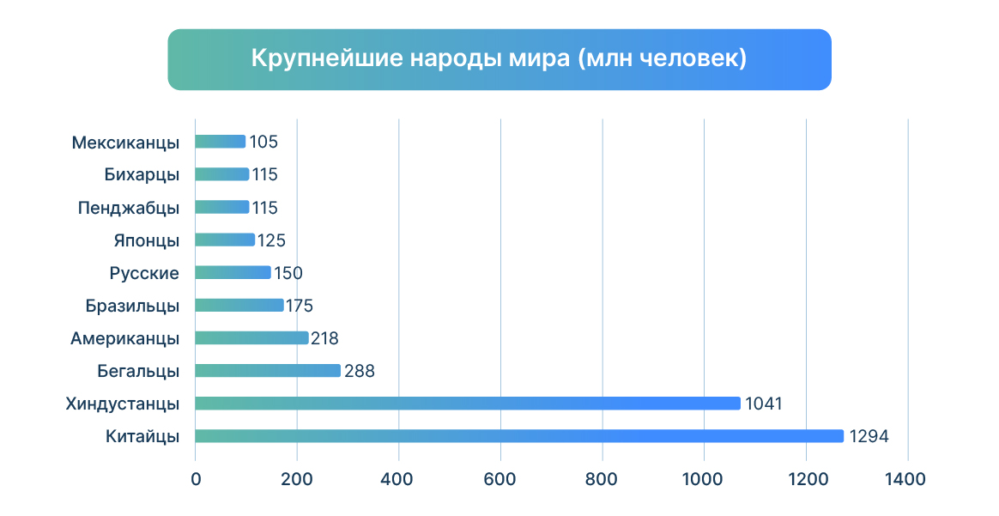 Крупнейшие народы мира (млн человек)
Мексиканцы 105
Бихарцы 115
Пенджабцы 115
Японцы 125
Русские 150
Бразильцы 175
Американцы 218
Бегальцы 288
Хиндустанцы 1041
Китайцы 1294
0 200 400 600 800 1000 1200 1400